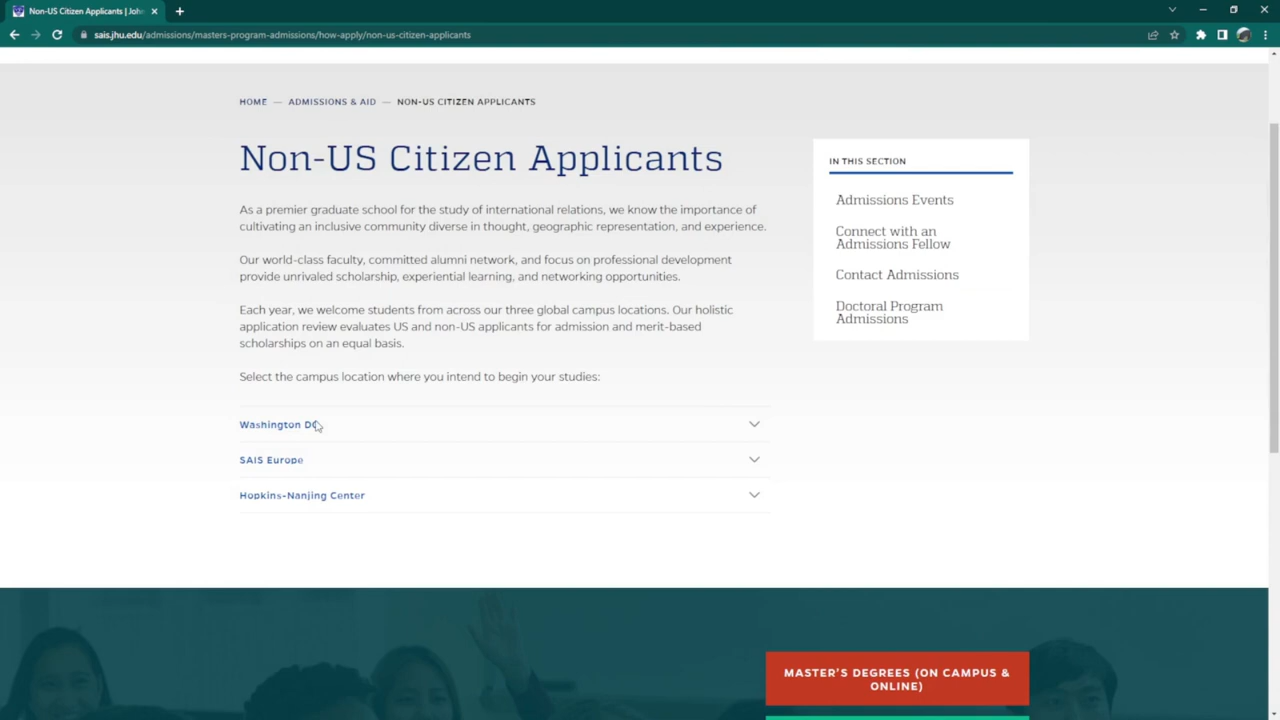 Non-US Citizen Applicants | Joh
sais.jhu.edu/admissions/masters-program-admissions/how-apply/non-us-citizen-applicants
HOME — ADMISSIONS & AID — NON-US CITIZEN APPLICANTS
Non-US Citizen Applicants
As a premier graduate school for the study of international relations, we know the importance of
cultivating an inclusive community diverse in thought, geographic representation, and experience.
Our world-class faculty, committed alumni network, and focus on professional development
provide unrivaled scholarship, experiential learning, and networking opportunities.
Each year, we welcome students from across our three global campus locations. Our holistic
application review evaluates US and non-US applicants for admission and merit-based
scholarships on an equal basis.
Select the campus location where you intend to begin your studies:
Washington DC
SAIS Europe
Hopkins-Nanjing Center
IN THIS SECTION
Admissions Events
Connect with an
Admissions Fellow
Contact Admissions
Doctoral Program
Admissions
MASTER'S DEGREES (ON CAMPUS &
ONLINE)